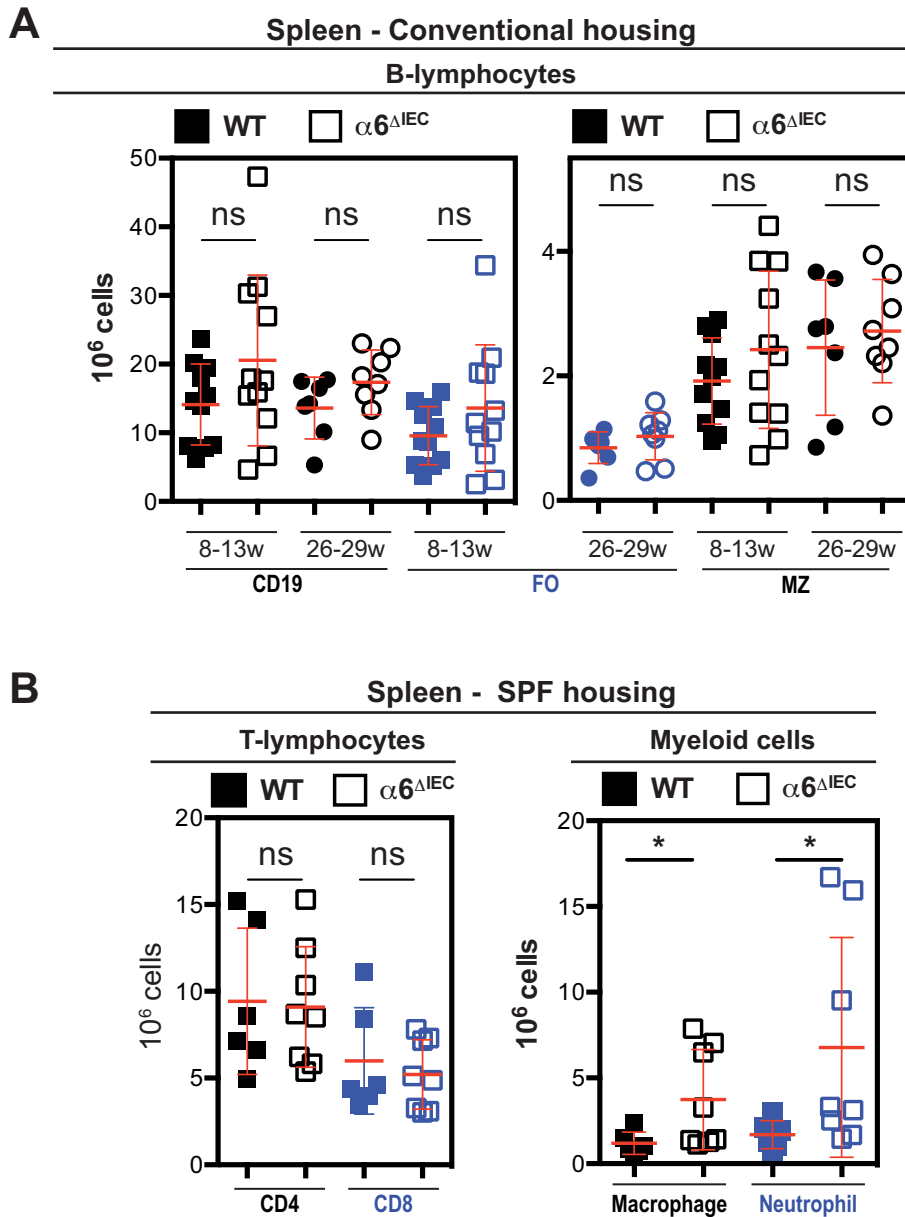 A
Spleen - Conventional housing
B-lymphocytes
WT α6ΔIEC WT α6ΔIEC
50
40
30
20
10
0
10⁶ cells
ns ns ns
4
2
0
ns ns ns
8-13w 26-29w 8-13w 26-29w 8-13w 26-29w
CD19 FO MZ
B
Spleen - SPF housing
T-lymphocytes Myeloid cells
WT α6ΔIEC WT α6ΔIEC
20
15
10
5
0
10⁶ cells
ns ns
20
15
10
5
0
10⁶ cells
* *
CD4 CD8 Macrophage Neutrophil